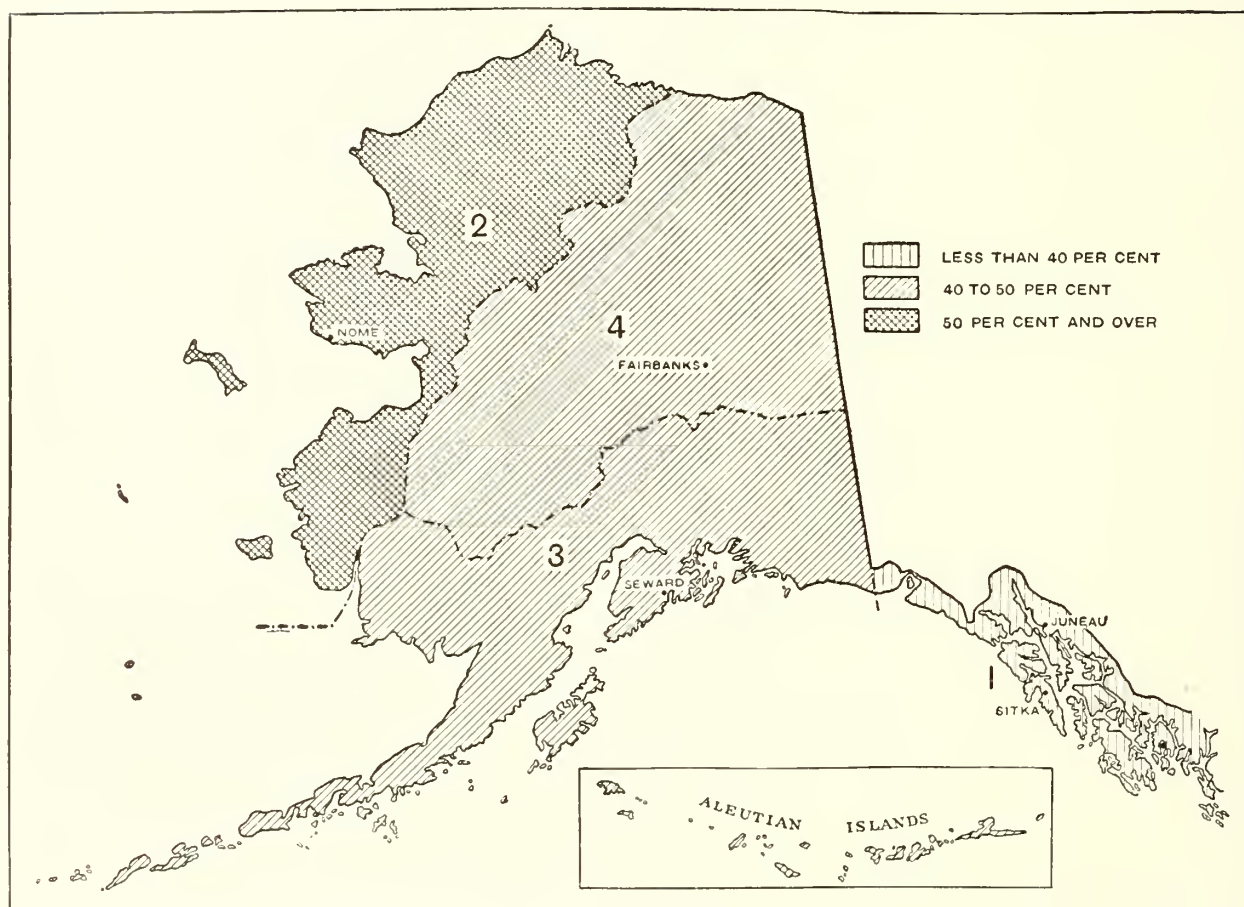 2
LESS THAN 40 PER CENT
40 TO 50 PER CENT
50 PER CENT AND OVER
NOME
4
FAIRBANKS
3
SEWARD
JUNEAU
1
SITKA
ALEUTIAN ISLANDS